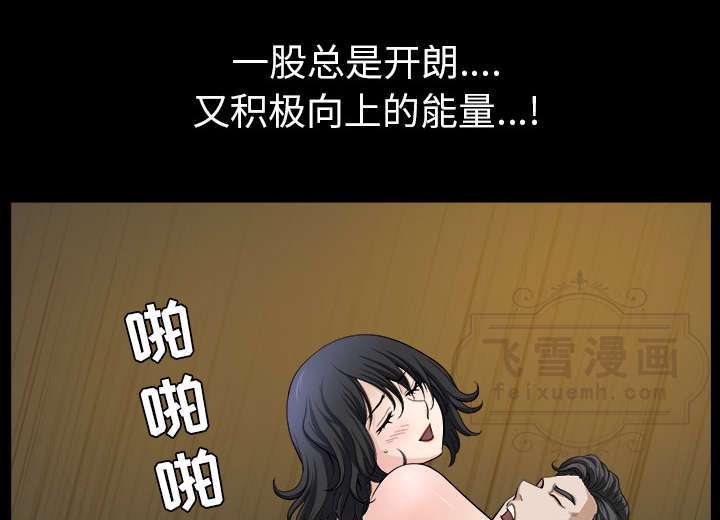 一股总是开朗....
又积极向上的能量...!
啪
啪
啪
飞雪漫画
feixuemh.com